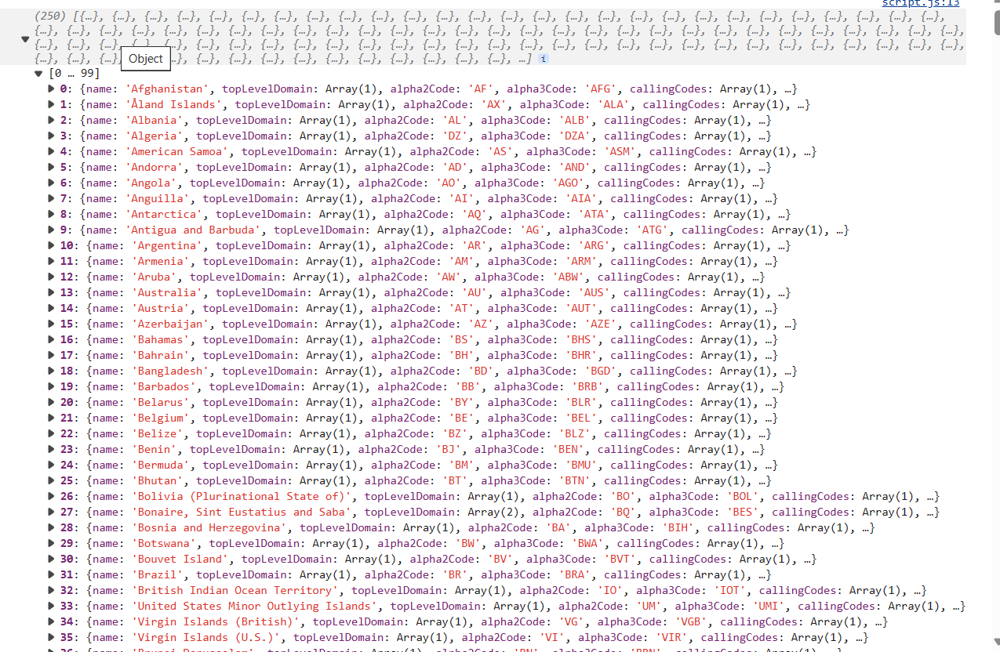 script.js:13
(250) [{…}, {…}, {…}, {…}, {…}, {…}, {…}, {…}, {…}, {…}, {…}, {…}, {…}, {…}, {…}, {…}, {…}, {…}, {…}, {…}, {…}, {…}, {…}, {…}, {…}, {…}, {…},
{…}, {…}, {…}, {…}, {…}, {…}, {…}, {…}, {…}, {…}, {…}, {…}, {…}, {…}, {…}, {…}, {…}, {…}, {…}, {…}, {…}, {…}, {…}, {…}, {…}, {…}, {…}, {…}, {…},
{…}, {…}, {…}, {…}, {…}, {…}, {…}, {…}, {…}, {…}, {…}, {…}, {…}, {…}, {…}, {…}, {…}, {…}, {…}, {…}, {…}, {…}, {…}, {…}, {…}, {…}, {…}, {…}, {…},
{…}, {…}, {…} Object …}, {…}, {…}, {…}, {…}, {…}, {…}, {…}, {…}, {…}, {…}, …] i
[0 … 99]
0: {name: 'Afghanistan', topLevelDomain: Array(1), alpha2Code: 'AF', alpha3Code: 'AFG', callingCodes: Array(1), …}
1: {name: 'Åland Islands', topLevelDomain: Array(1), alpha2Code: 'AX', alpha3Code: 'ALA', callingCodes: Array(1), …}
2: {name: 'Albania', topLevelDomain: Array(1), alpha2Code: 'AL', alpha3Code: 'ALB', callingCodes: Array(1), …}
3: {name: 'Algeria', topLevelDomain: Array(1), alpha2Code: 'DZ', alpha3Code: 'DZA', callingCodes: Array(1), …}
4: {name: 'American Samoa', topLevelDomain: Array(1), alpha2Code: 'AS', alpha3Code: 'ASM', callingCodes: Array(1), …}
5: {name: 'Andorra', topLevelDomain: Array(1), alpha2Code: 'AD', alpha3Code: 'AND', callingCodes: Array(1), …}
6: {name: 'Angola', topLevelDomain: Array(1), alpha2Code: 'AO', alpha3Code: 'AGO', callingCodes: Array(1), …}
7: {name: 'Anguilla', topLevelDomain: Array(1), alpha2Code: 'AI', alpha3Code: 'AIA', callingCodes: Array(1), …}
8: {name: 'Antarctica', topLevelDomain: Array(1), alpha2Code: 'AQ', alpha3Code: 'ATA', callingCodes: Array(1), …}
9: {name: 'Antigua and Barbuda', topLevelDomain: Array(1), alpha2Code: 'AG', alpha3Code: 'ATG', callingCodes: Array(1), …}
10: {name: 'Argentina', topLevelDomain: Array(1), alpha2Code: 'AR', alpha3Code: 'ARG', callingCodes: Array(1), …}
11: {name: 'Armenia', topLevelDomain: Array(1), alpha2Code: 'AM', alpha3Code: 'ARM', callingCodes: Array(1), …}
12: {name: 'Aruba', topLevelDomain: Array(1), alpha2Code: 'AW', alpha3Code: 'ABW', callingCodes: Array(1), …}
13: {name: 'Australia', topLevelDomain: Array(1), alpha2Code: 'AU', alpha3Code: 'AUS', callingCodes: Array(1), …}
14: {name: 'Austria', topLevelDomain: Array(1), alpha2Code: 'AT', alpha3Code: 'AUT', callingCodes: Array(1), …}
15: {name: 'Azerbaijan', topLevelDomain: Array(1), alpha2Code: 'AZ', alpha3Code: 'AZE', callingCodes: Array(1), …}
16: {name: 'Bahamas', topLevelDomain: Array(1), alpha2Code: 'BS', alpha3Code: 'BHS', callingCodes: Array(1), …}
17: {name: 'Bahrain', topLevelDomain: Array(1), alpha2Code: 'BH', alpha3Code: 'BHR', callingCodes: Array(1), …}
18: {name: 'Bangladesh', topLevelDomain: Array(1), alpha2Code: 'BD', alpha3Code: 'BGD', callingCodes: Array(1), …}
19: {name: 'Barbados', topLevelDomain: Array(1), alpha2Code: 'BB', alpha3Code: 'BRB', callingCodes: Array(1), …}
20: {name: 'Belarus', topLevelDomain: Array(1), alpha2Code: 'BY', alpha3Code: 'BLR', callingCodes: Array(1), …}
21: {name: 'Belgium', topLevelDomain: Array(1), alpha2Code: 'BE', alpha3Code: 'BEL', callingCodes: Array(1), …}
22: {name: 'Belize', topLevelDomain: Array(1), alpha2Code: 'BZ', alpha3Code: 'BLZ', callingCodes: Array(1), …}
23: {name: 'Benin', topLevelDomain: Array(1), alpha2Code: 'BJ', alpha3Code: 'BEN', callingCodes: Array(1), …}
24: {name: 'Bermuda', topLevelDomain: Array(1), alpha2Code: 'BM', alpha3Code: 'BMU', callingCodes: Array(1), …}
25: {name: 'Bhutan', topLevelDomain: Array(1), alpha2Code: 'BT', alpha3Code: 'BTN', callingCodes: Array(1), …}
26: {name: 'Bolivia (Plurinational State of)', topLevelDomain: Array(1), alpha2Code: 'BO', alpha3Code: 'BOL', callingCodes: Array(1), …}
27: {name: 'Bonaire, Sint Eustatius and Saba', topLevelDomain: Array(2), alpha2Code: 'BQ', alpha3Code: 'BES', callingCodes: Array(1), …}
28: {name: 'Bosnia and Herzegovina', topLevelDomain: Array(1), alpha2Code: 'BA', alpha3Code: 'BIH', callingCodes: Array(1), …}
29: {name: 'Botswana', topLevelDomain: Array(1), alpha2Code: 'BW', alpha3Code: 'BWA', callingCodes: Array(1), …}
30: {name: 'Bouvet Island', topLevelDomain: Array(1), alpha2Code: 'BV', alpha3Code: 'BVT', callingCodes: Array(1), …}
31: {name: 'Brazil', topLevelDomain: Array(1), alpha2Code: 'BR', alpha3Code: 'BRA', callingCodes: Array(1), …}
32: {name: 'British Indian Ocean Territory', topLevelDomain: Array(1), alpha2Code: 'IO', alpha3Code: 'IOT', callingCodes: Array(1), …}
33: {name: 'United States Minor Outlying Islands', topLevelDomain: Array(1), alpha2Code: 'UM', alpha3Code: 'UMI', callingCodes: Array(1), …}
34: {name: 'Virgin Islands (British)', topLevelDomain: Array(1), alpha2Code: 'VG', alpha3Code: 'VGB', callingCodes: Array(1), …}
35: {name: 'Virgin Islands (U.S.)', topLevelDomain: Array(1), alpha2Code: 'VI', alpha3Code: 'VIR', callingCodes: Array(1), …}